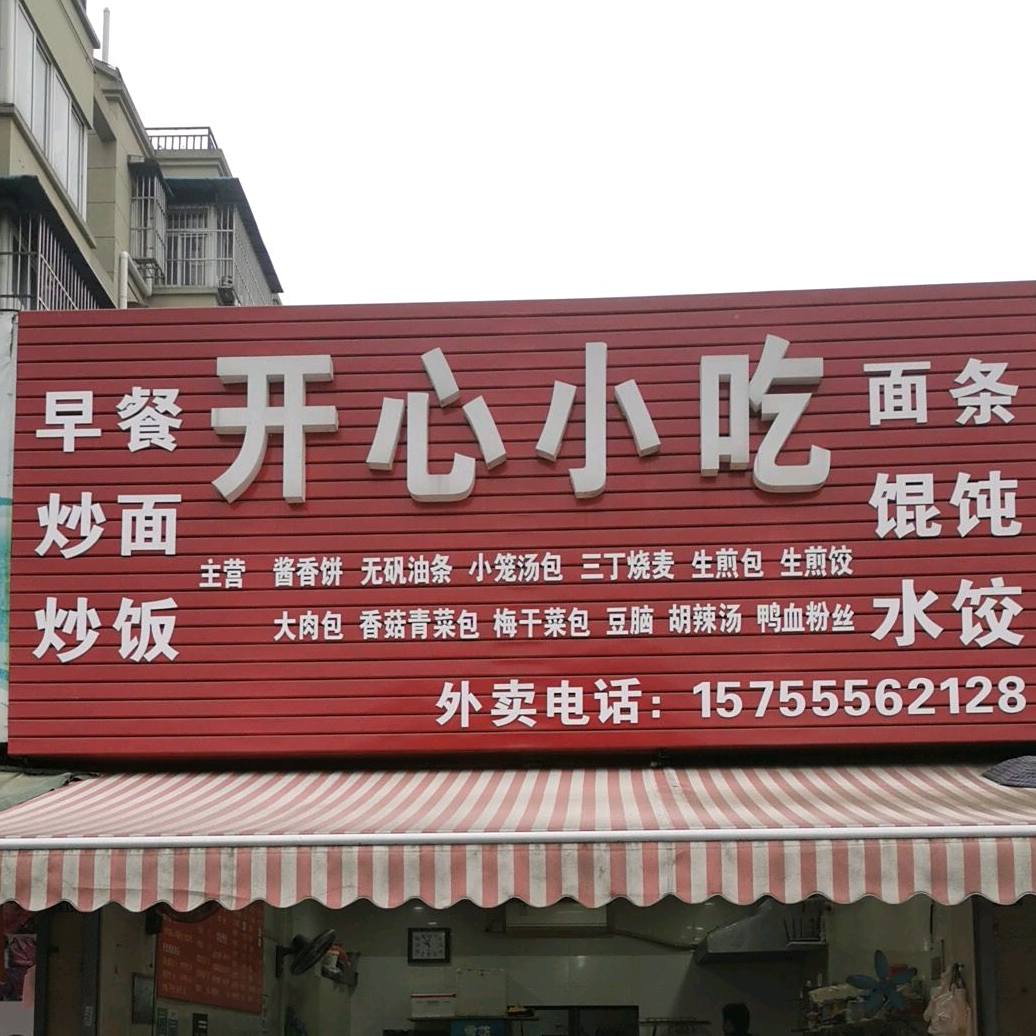 开心小吃
早餐
炒面
炒饭
面条
馄饨
水饺
主营 酱香饼 无矾油条 小笼汤包 三丁烧麦 生煎包 生煎饺
大肉包 香菇青菜包 梅干菜包 豆脑 胡辣汤 鸭血粉丝
外卖电话：15755562128